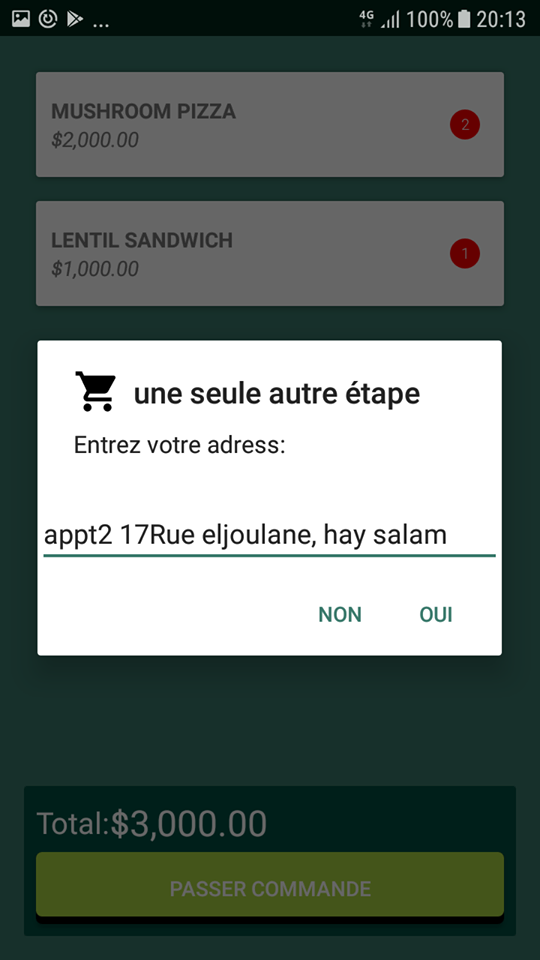 ... 4G 100% 20:13
MUSHROOM PIZZA
$2,000.00
2
LENTIL SANDWICH
$1,000.00
1
une seule autre étape
Entrez votre adress:
appt2 17Rue eljoulane, hay salam
NON OUI
Total:$3,000.00
PASSER COMMANDE